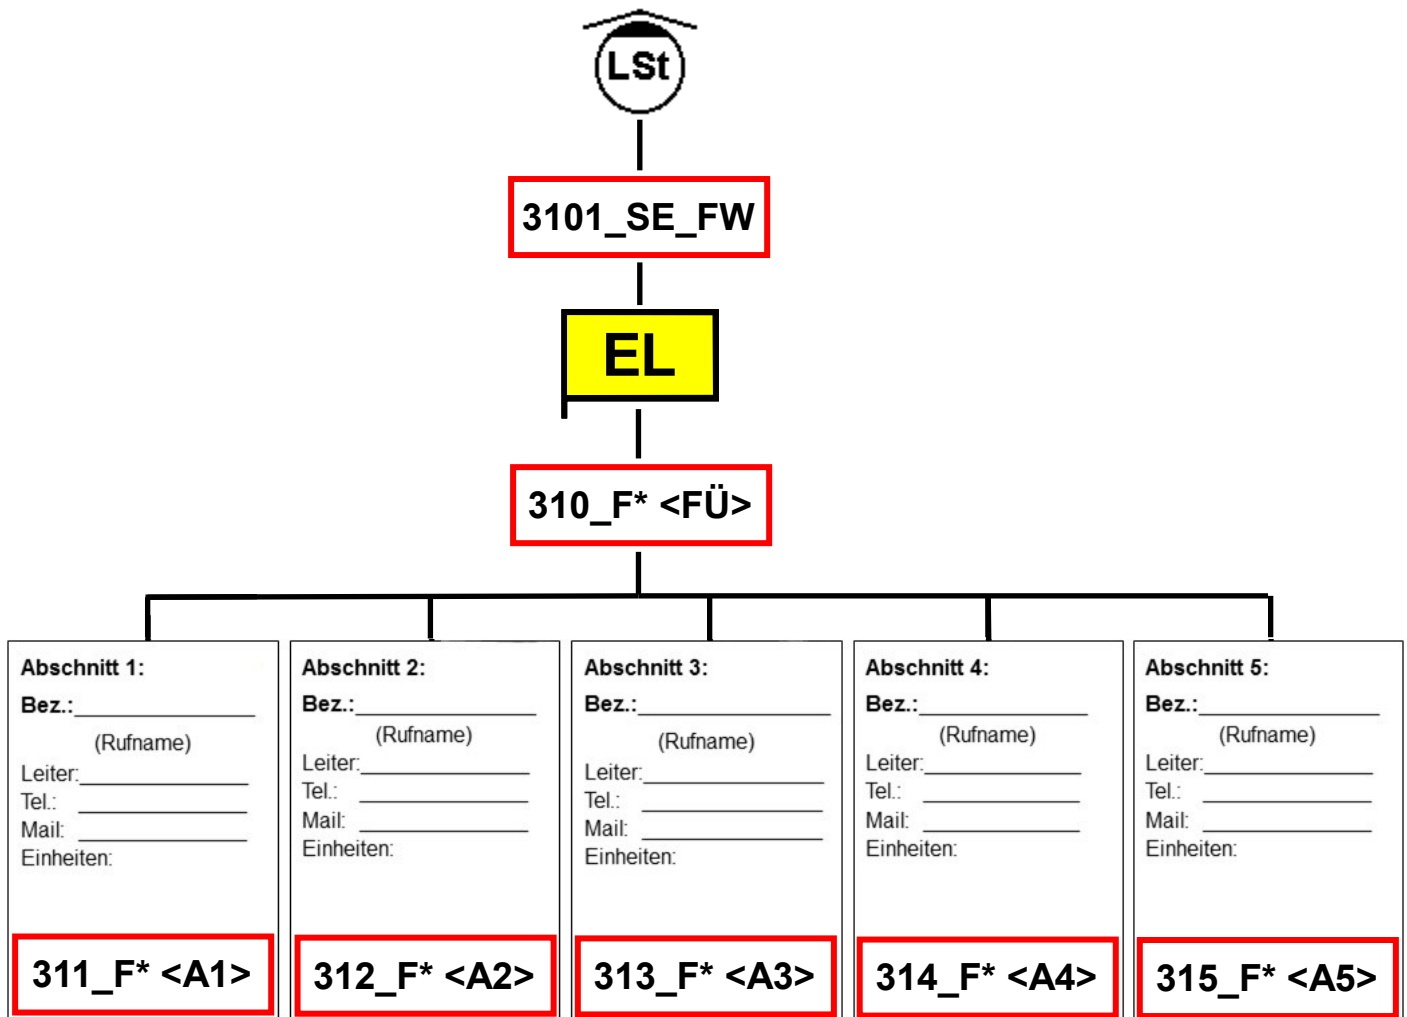 LSt
3101_SE_FW
EL
310_F* <FÜ>
Abschnitt 1:
Bez.:
(Rufname)
Leiter:
Tel.:
Mail:
Einheiten:
311_F* <A1>
Abschnitt 2:
Bez.:
(Rufname)
Leiter:
Tel.:
Mail:
Einheiten:
312_F* <A2>
Abschnitt 3:
Bez.:
(Rufname)
Leiter:
Tel.:
Mail:
Einheiten:
313_F* <A3>
Abschnitt 4:
Bez.:
(Rufname)
Leiter:
Tel.:
Mail:
Einheiten:
314_F* <A4>
Abschnitt 5:
Bez.:
(Rufname)
Leiter:
Tel.:
Mail:
Einheiten:
315_F* <A5>